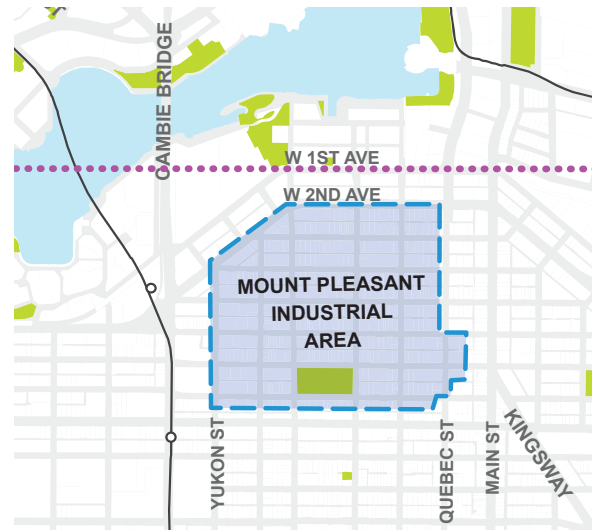 CAMBIE BRIDGE
W 1ST AVE
W 2ND AVE
MOUNT PLEASANT
INDUSTRIAL
AREA
YUKON ST
QUEBEC ST
MAIN ST
KINGSWAY